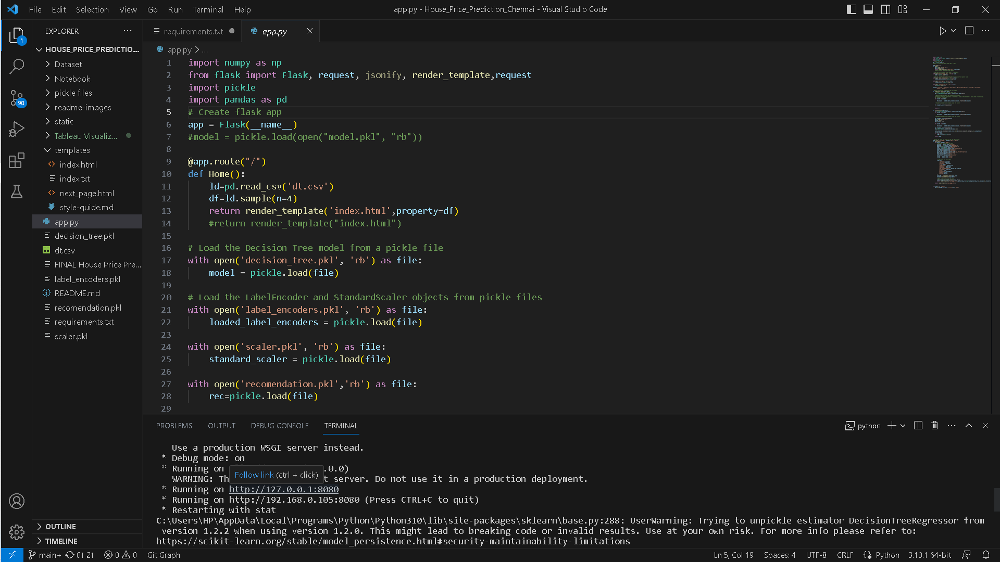 File Edit Selection View Go Run Terminal Help
app.py - House_Price_Prediction_Chennai - Visual Studio Code
EXPLORER
HOUSE_PRICE_PREDICTIO...
Dataset
Notebook
pickle files
readme-images
static
Tableau Visualiz...
templates
index.html
index.txt
next_page.html
style-guide.md
app.py
decision_tree.pkl
dt.csv
FINAL House Price Pre...
label_encoders.pkl
README.md
recomendation.pkl
requirements.txt
scaler.pkl
OUTLINE
TIMELINE
1
90
requirements.txt
app.py
app.py > ...
1 import numpy as np
2 from flask import Flask, request, jsonify, render_template,request
3 import pickle
4 import pandas as pd
5 # Create flask app
6 app = Flask(__name__)
7 #model = pickle.load(open("model.pkl", "rb"))
8
9 @app.route("/")
10 def Home():
11 ld=pd.read_csv('dt.csv')
12 df=ld.sample(n=4)
13 return render_template('index.html',property=df)
14 #return render_template("index.html")
15
16 # Load the Decision Tree model from a pickle file
17 with open('decision_tree.pkl', 'rb') as file:
18 model = pickle.load(file)
19
20 # Load the LabelEncoder and StandardScaler objects from pickle files
21 with open('label_encoders.pkl', 'rb') as file:
22 loaded_label_encoders = pickle.load(file)
23
24 with open('scaler.pkl', 'rb') as file:
25 standard_scaler = pickle.load(file)
26
27 with open('recomendation.pkl','rb') as file:
28 rec=pickle.load(file)
29
PROBLEMS OUTPUT DEBUG CONSOLE TERMINAL
python
Use a production WSGI server instead.
* Debug mode: on
* Running on .0.0)
WARNING: Th t server. Do not use it in a production deployment.
Follow link (ctrl + click)
* Running on http://127.0.0.1:8080
* Running on http://192.168.0.105:8080 (Press CTRL+C to quit)
* Restarting with stat
C:\Users\HP\AppData\Local\Programs\Python\Python310\lib\site-packages\sklearn\base.py:288: UserWarning: Trying to unpickle estimator DecisionTreeRegressor from
version 1.2.2 when using version 1.2.0. This might lead to breaking code or invalid results. Use at your own risk. For more info please refer to:
https://scikit-learn.org/stable/model_persistence.html#security-maintainability-limitations
main+ 0↓ 2↑ 0 0 Git Graph
Ln 5, Col 19 Spaces: 4 UTF-8 CRLF Python 3.10.1 64-bit